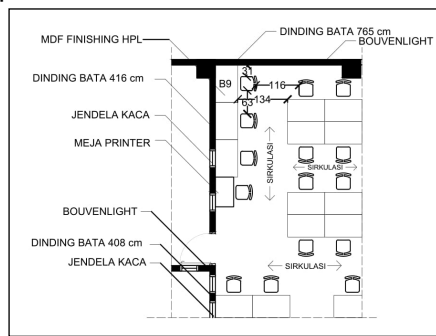 DINDING BATA 765 cm
MDF FINISHING HPL
BOUVENLIGHT
DINDING BATA 416 cm
31
B9
116
134
63
JENDELA KACA
MEJA PRINTER
SIRKULASI
SIRKULASI
BOUVENLIGHT
DINDING BATA 408 cm
SIRKULASI
JENDELA KACA